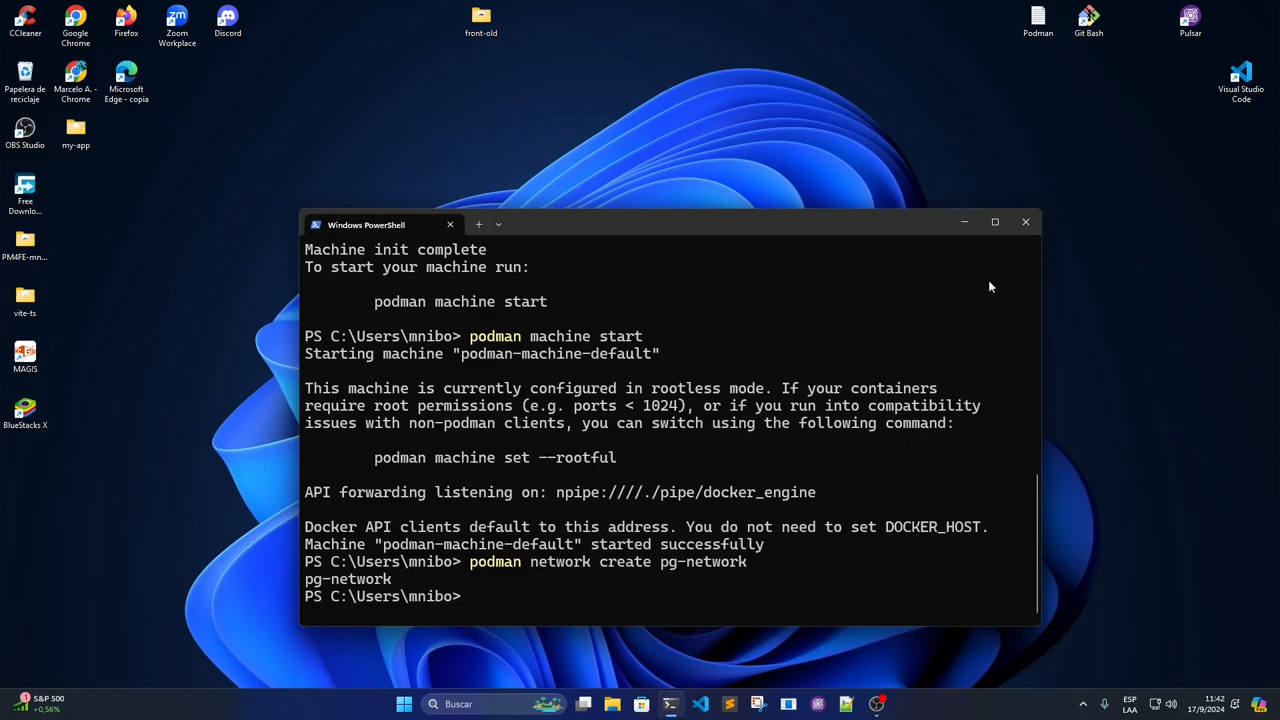 CCleaner
Google
Chrome
Firefox
Zoom
Workplace
Discord
front-old
Podman
Git Bash
Pulsar
Papelera de
reciclaje
Marcelo A. -
Chrome
Microsoft
Edge - copia
Visual Studio
Code
OBS Studio
my-app
Free
Downlo...
PM4FE-mn...
vite-ts
MAGIS
BlueStacks X
Windows PowerShell
Machine init complete
To start your machine run:
podman machine start
PS C:\Users\mnibo> podman machine start
Starting machine "podman-machine-default"
This machine is currently configured in rootless mode. If your containers
require root permissions (e.g. ports < 1024), or if you run into compatibility
issues with non-podman clients, you can switch using the following command:
podman machine set --rootful
API forwarding listening on: npipe:////./pipe/docker_engine
Docker API clients default to this address. You do not need to set DOCKER_HOST.
Machine "podman-machine-default" started successfully
PS C:\Users\mnibo> podman network create pg-network
pg-network
PS C:\Users\mnibo>
1
S&P 500
+0,56%
Buscar
ESP
LAA
11:42
17/9/2024